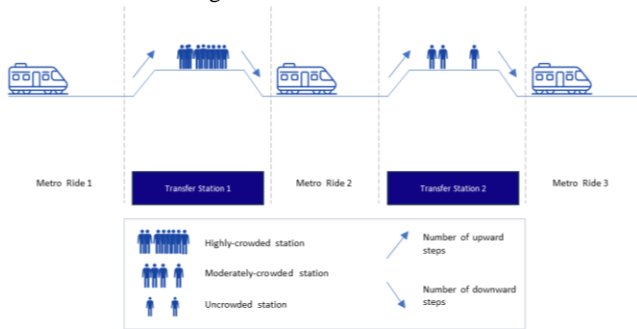 Metro Ride 1
Transfer Station 1
Metro Ride 2
Transfer Station 2
Metro Ride 3
Highly-crowded station
Moderately-crowded station
Uncrowded station
Number of upward
steps
Number of downward
steps